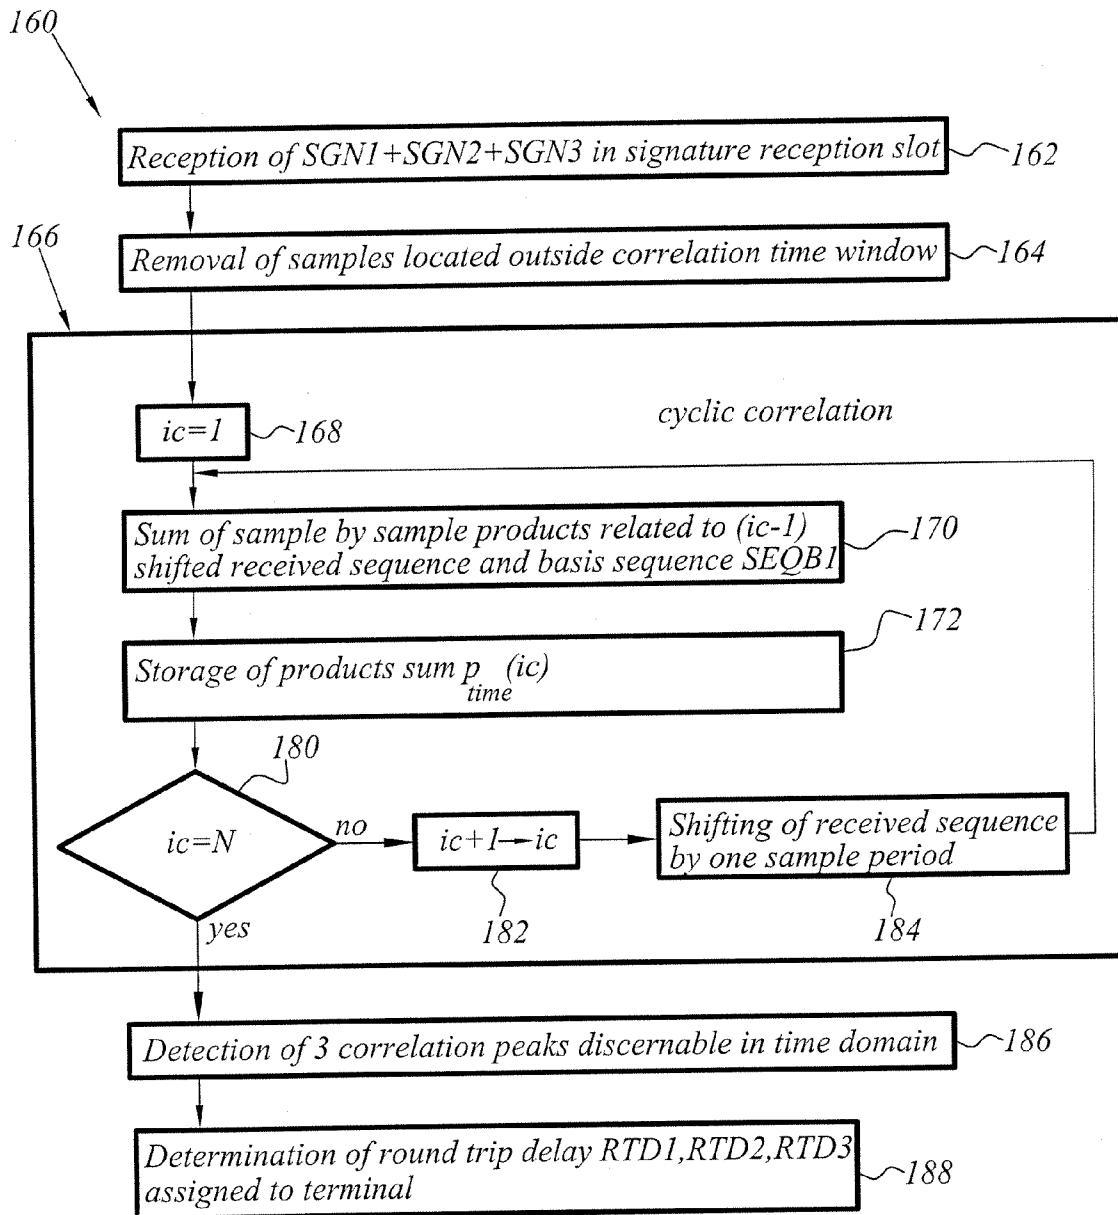 160
Reception of SGN1+SGN2+SGN3 in signature reception slot
162
166
Removal of samples located outside correlation time window
164
ic=1
168
cyclic correlation
Sum of sample by sample products related to (ic-1)
shifted received sequence and basis sequence SEQB1
170
172
Storage of products sum p time (ic)
180
ic=N
no
ic+1→ic
Shifting of received sequence
by one sample period
182
184
yes
Detection of 3 correlation peaks discernable in time domain
186
Determination of round trip delay RTD1,RTD2,RTD3
assigned to terminal
188